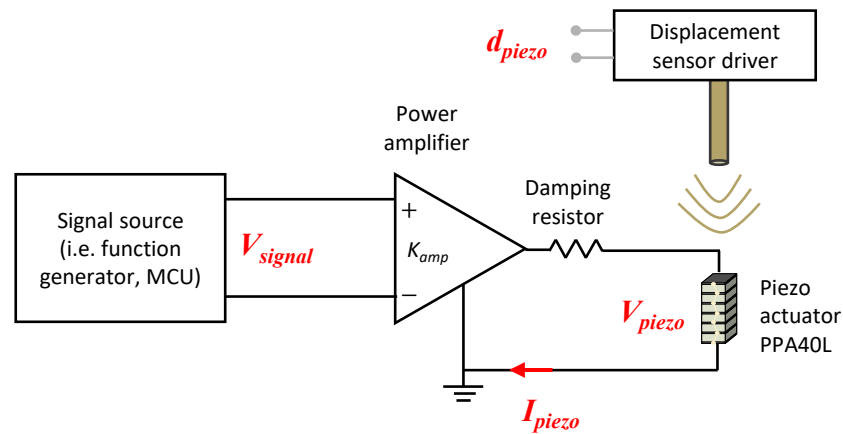 d_piezo
Displacement
sensor driver
Power
amplifier
Damping
resistor
Signal source
(i.e. function
generator, MCU)
V_signal
+
K_amp
−
V_piezo
Piezo
actuator
PPA40L
I_piezo